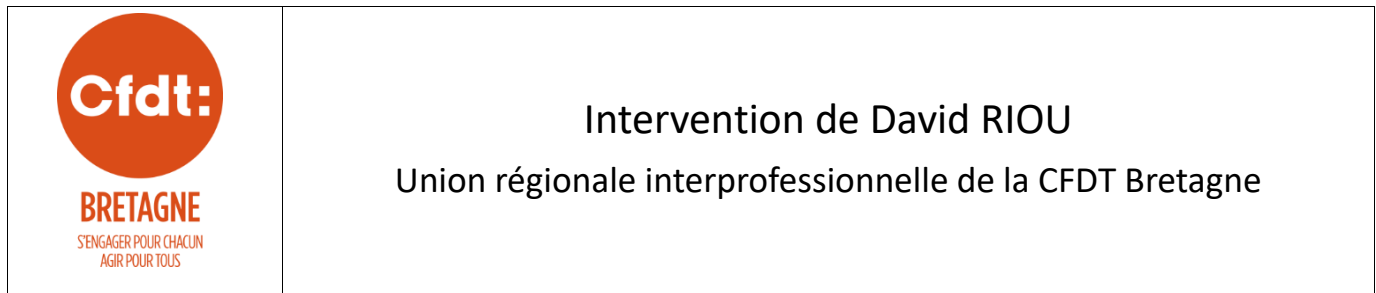 Cfdt:
BRETAGNE
S'ENGAGER POUR CHACUN
AGIR POUR TOUS
Intervention de David RIOU
Union régionale interprofessionnelle de la CFDT Bretagne